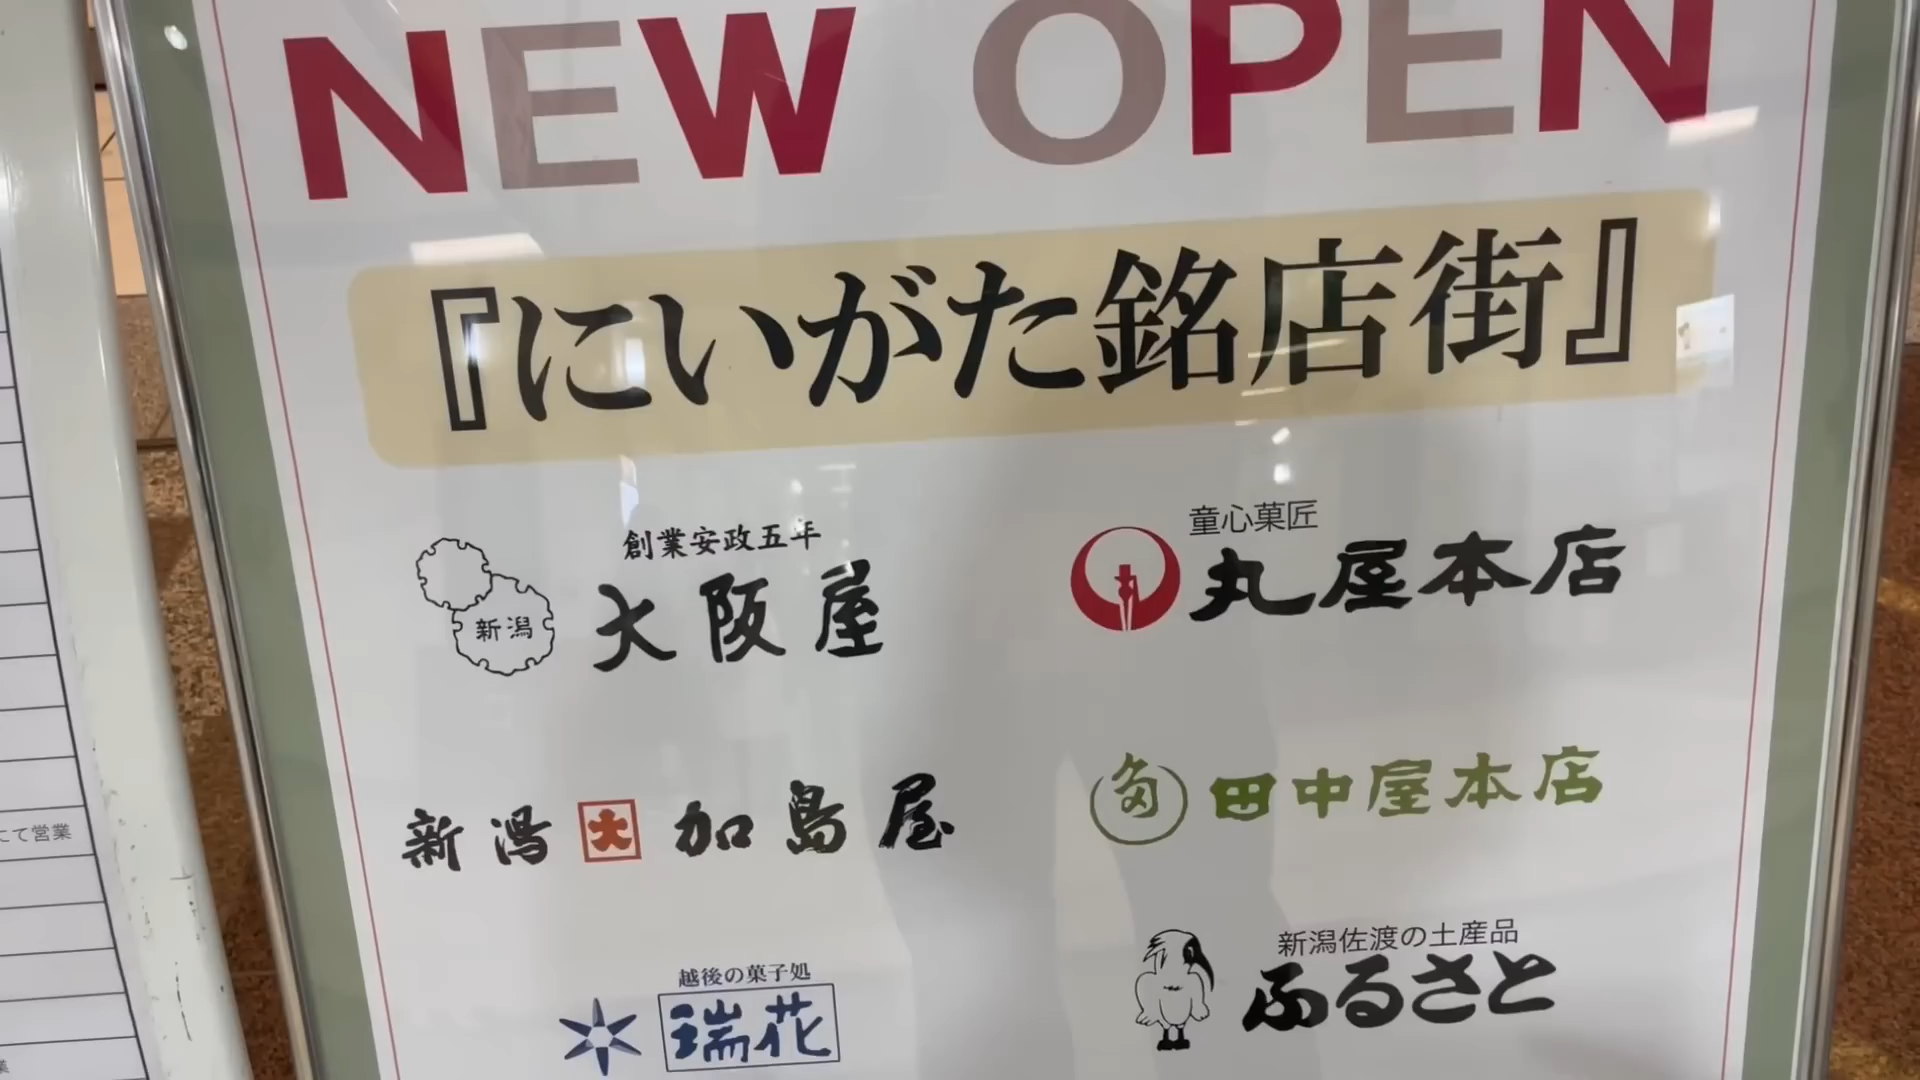 NEW OPEN
『にいがた銘店街』
創業安政五年
新潟
大阪屋
童心菓匠
丸屋本店
新潟 大 加島屋
田中屋本店
越後の菓子処
瑞花
新潟佐渡の土産品
ふるさと
にて営業
業